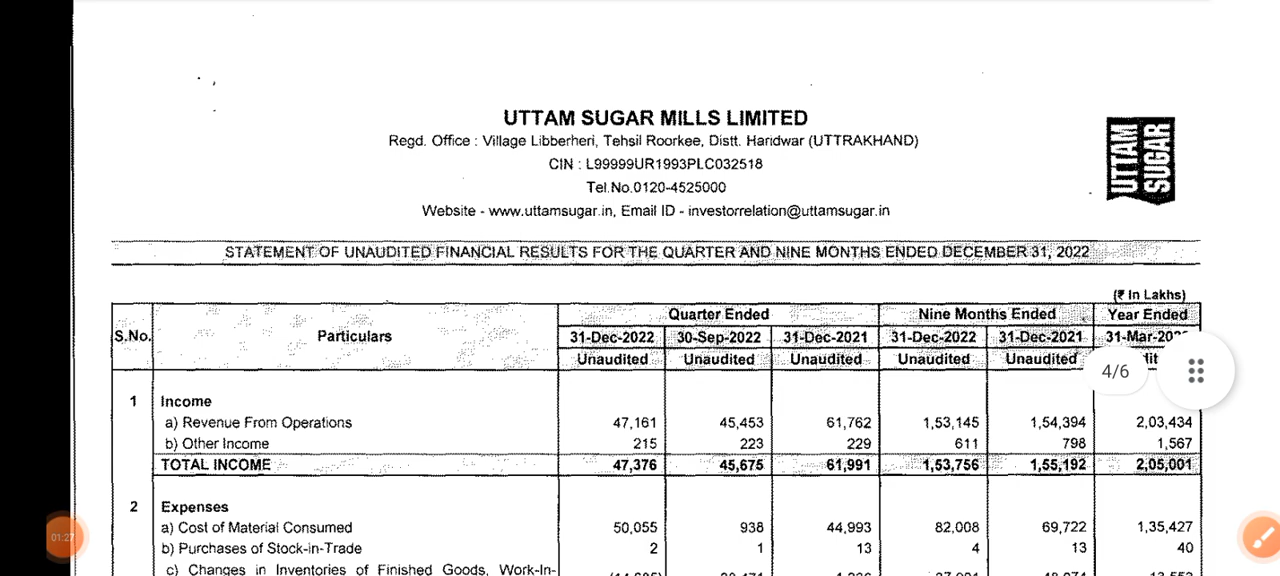 UTTAM SUGAR MILLS LIMITED
Regd. Office : Village Libberheri, Tehsil Roorkee, Distt. Haridwar (UTTRAKHAND)
CIN : L99999UR1993PLC032518
Tel.No.0120-4525000
Website - www.uttamsugar.in, Email ID - investorrelation@uttamsugar.in
UTTAM
SUGAR
STATEMENT OF UNAUDITED FINANCIAL RESULTS FOR THE QUARTER AND NINE MONTHS ENDED DECEMBER 31, 2022
(₹ In Lakhs)
S.No. Particulars Quarter Ended Nine Months Ended Year Ended
31-Dec-2022 30-Sep-2022 31-Dec-2021 31-Dec-2022 31-Dec-2021
Unaudited Unaudited Unaudited Unaudited Unaudited
4/6
1 Income
a) Revenue From Operations 47,161 45,453 61,762 1,53,145 1,54,394 2,03,434
b) Other Income 215 223 229 611 798 1,567
TOTAL INCOME 47,376 45,675 61,991 1,53,756 1,55,192 2,05,001
2 Expenses
a) Cost of Material Consumed 50,055 938 44,993 82,008 69,722 1,35,427
b) Purchases of Stock-in-Trade 2 1 13 4 13 40
c) Changes in Inventories of Finished Goods, Work-In-
01:27